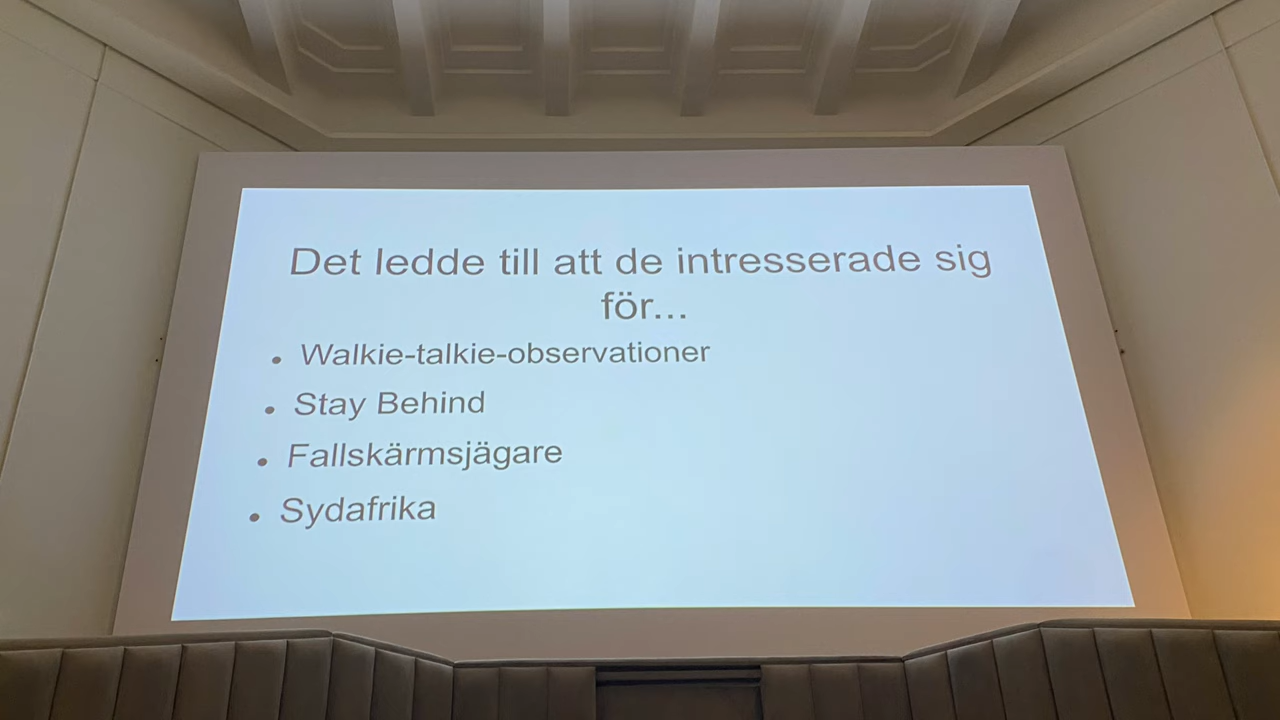 Det ledde till att de intresserade sig
för...
• Walkie-talkie-observationer
• Stay Behind
• Fallskärmsjägare
• Sydafrika